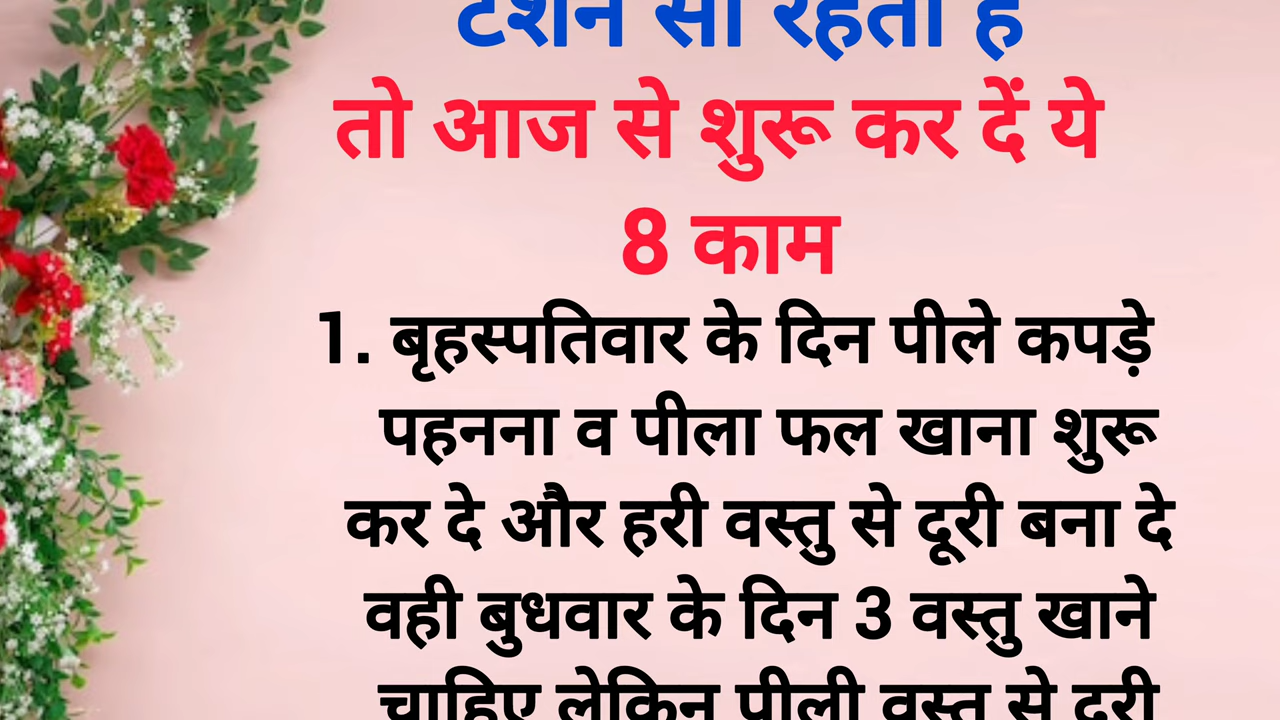 टेंशन सी रहती है
तो आज से शुरू कर दें ये
8 काम
1. बृहस्पतिवार के दिन पीले कपड़े
पहनना व पीला फल खाना शुरू
कर दे और हरी वस्तु से दूरी बना दे
वही बुधवार के दिन 3 वस्तु खाने
चाहिए लेकिन पीली वस्तु से दूरी